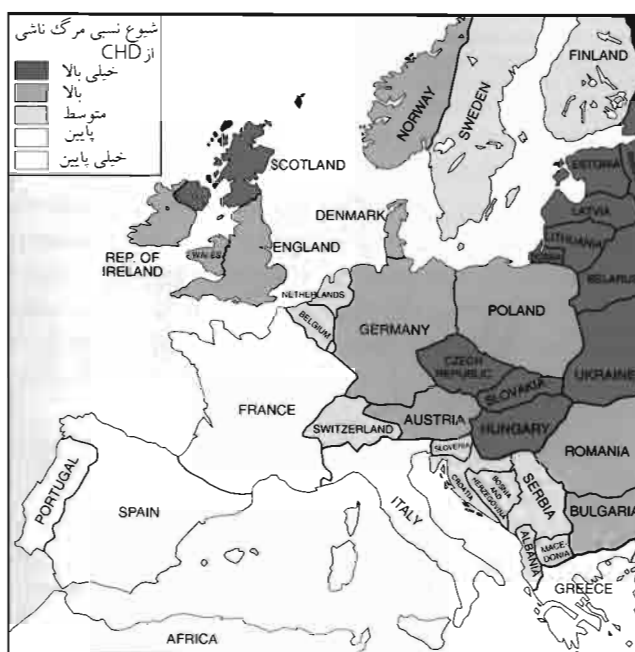 شیوع نسبی مرگ ناشی
از CHD
خیلی بالا
بالا
متوسط
پایین
خیلی پایین
FINLAND
NORWAY
SWEDEN
SCOTLAND
ESTONIA
DENMARK
LATVIA
REP. OF
IRELAND
WALES
ENGLAND
LITHUANIA
RUSSIA
BELARUS
NETHERLANDS
BELGIUM
GERMANY
POLAND
CZECH
REPUBLIC
SLOVAKIA
UKRAINE
FRANCE
SWITZERLAND
AUSTRIA
HUNGARY
SLOVENIA
ROMANIA
CROATIA
BOSNIA
AND
HERZEGOVINA
SERBIA
BULGARIA
PORTUGAL
SPAIN
ITALY
ALBANIA
MACE-
DONIA
GREECE
AFRICA